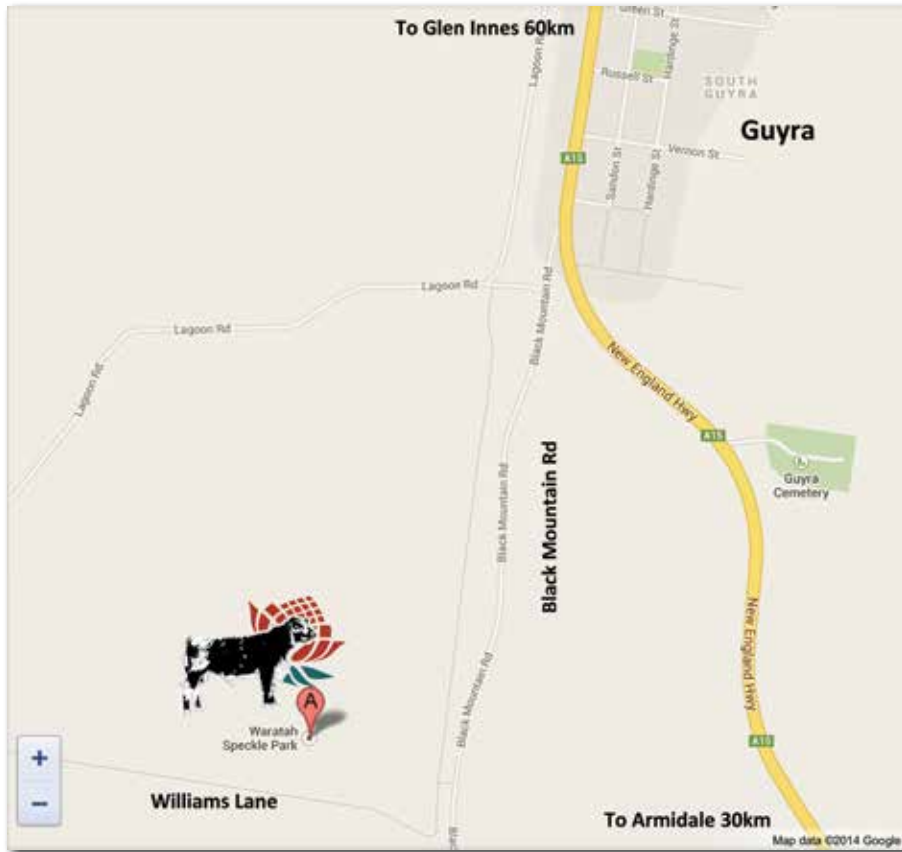 To Glen Innes 60km
Green St
Lagoon Rd
Hardinge St
Russell St
SOUTH
GUYRA
Guyra
A15
Vernon St
Sandon St
Hardinge St
Lagoon Rd
Black Mountain Rd
Lagoon Rd
Lagoon Rd
New England Hwy
A15
Guyra
Cemetery
Black Mountain Rd
Black Mountain Rd
New England Hwy
Black Mountain Rd
A
Waratah
Speckle Park
A15
+
−
Williams Lane
To Armidale 30km
Map data ©2014 Google